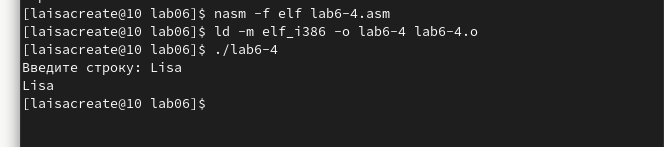 [laisacreate@10 lab06]$ nasm -f elf lab6-4.asm
[laisacreate@10 lab06]$ ld -m elf_i386 -o lab6-4 lab6-4.o
[laisacreate@10 lab06]$ ./lab6-4
Введите строку: Lisa
Lisa
[laisacreate@10 lab06]$